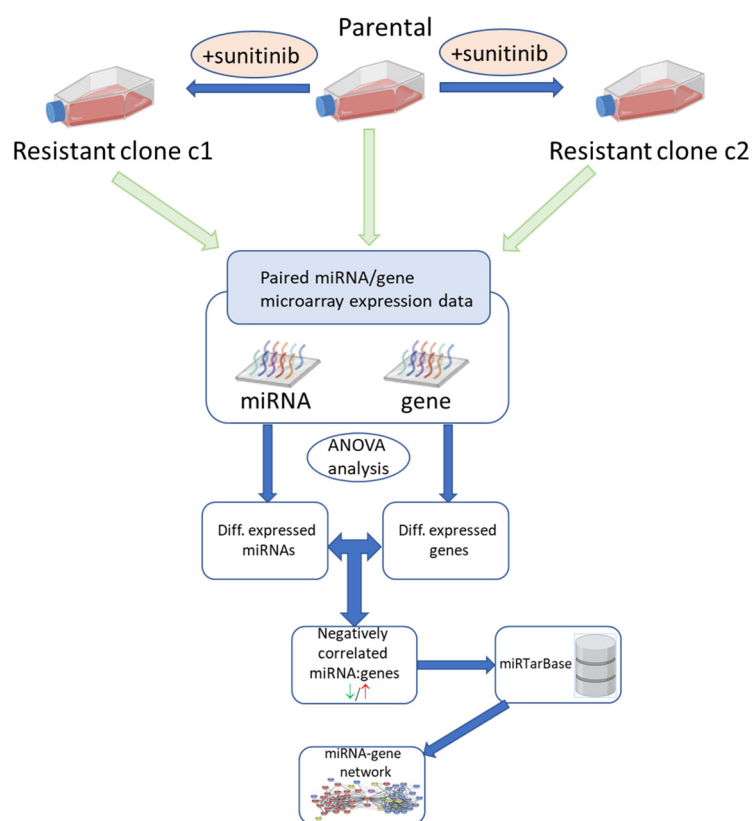 Parental
+sunitinib
+sunitinib
Resistant clone c1
Resistant clone c2
Paired miRNA/gene
microarray expression data
miRNA
gene
ANOVA
analysis
Diff. expressed
miRNAs
Diff. expressed
genes
Negatively
correlated
miRNA:genes
↓/↑
miRTarBase
miRNA-gene
network